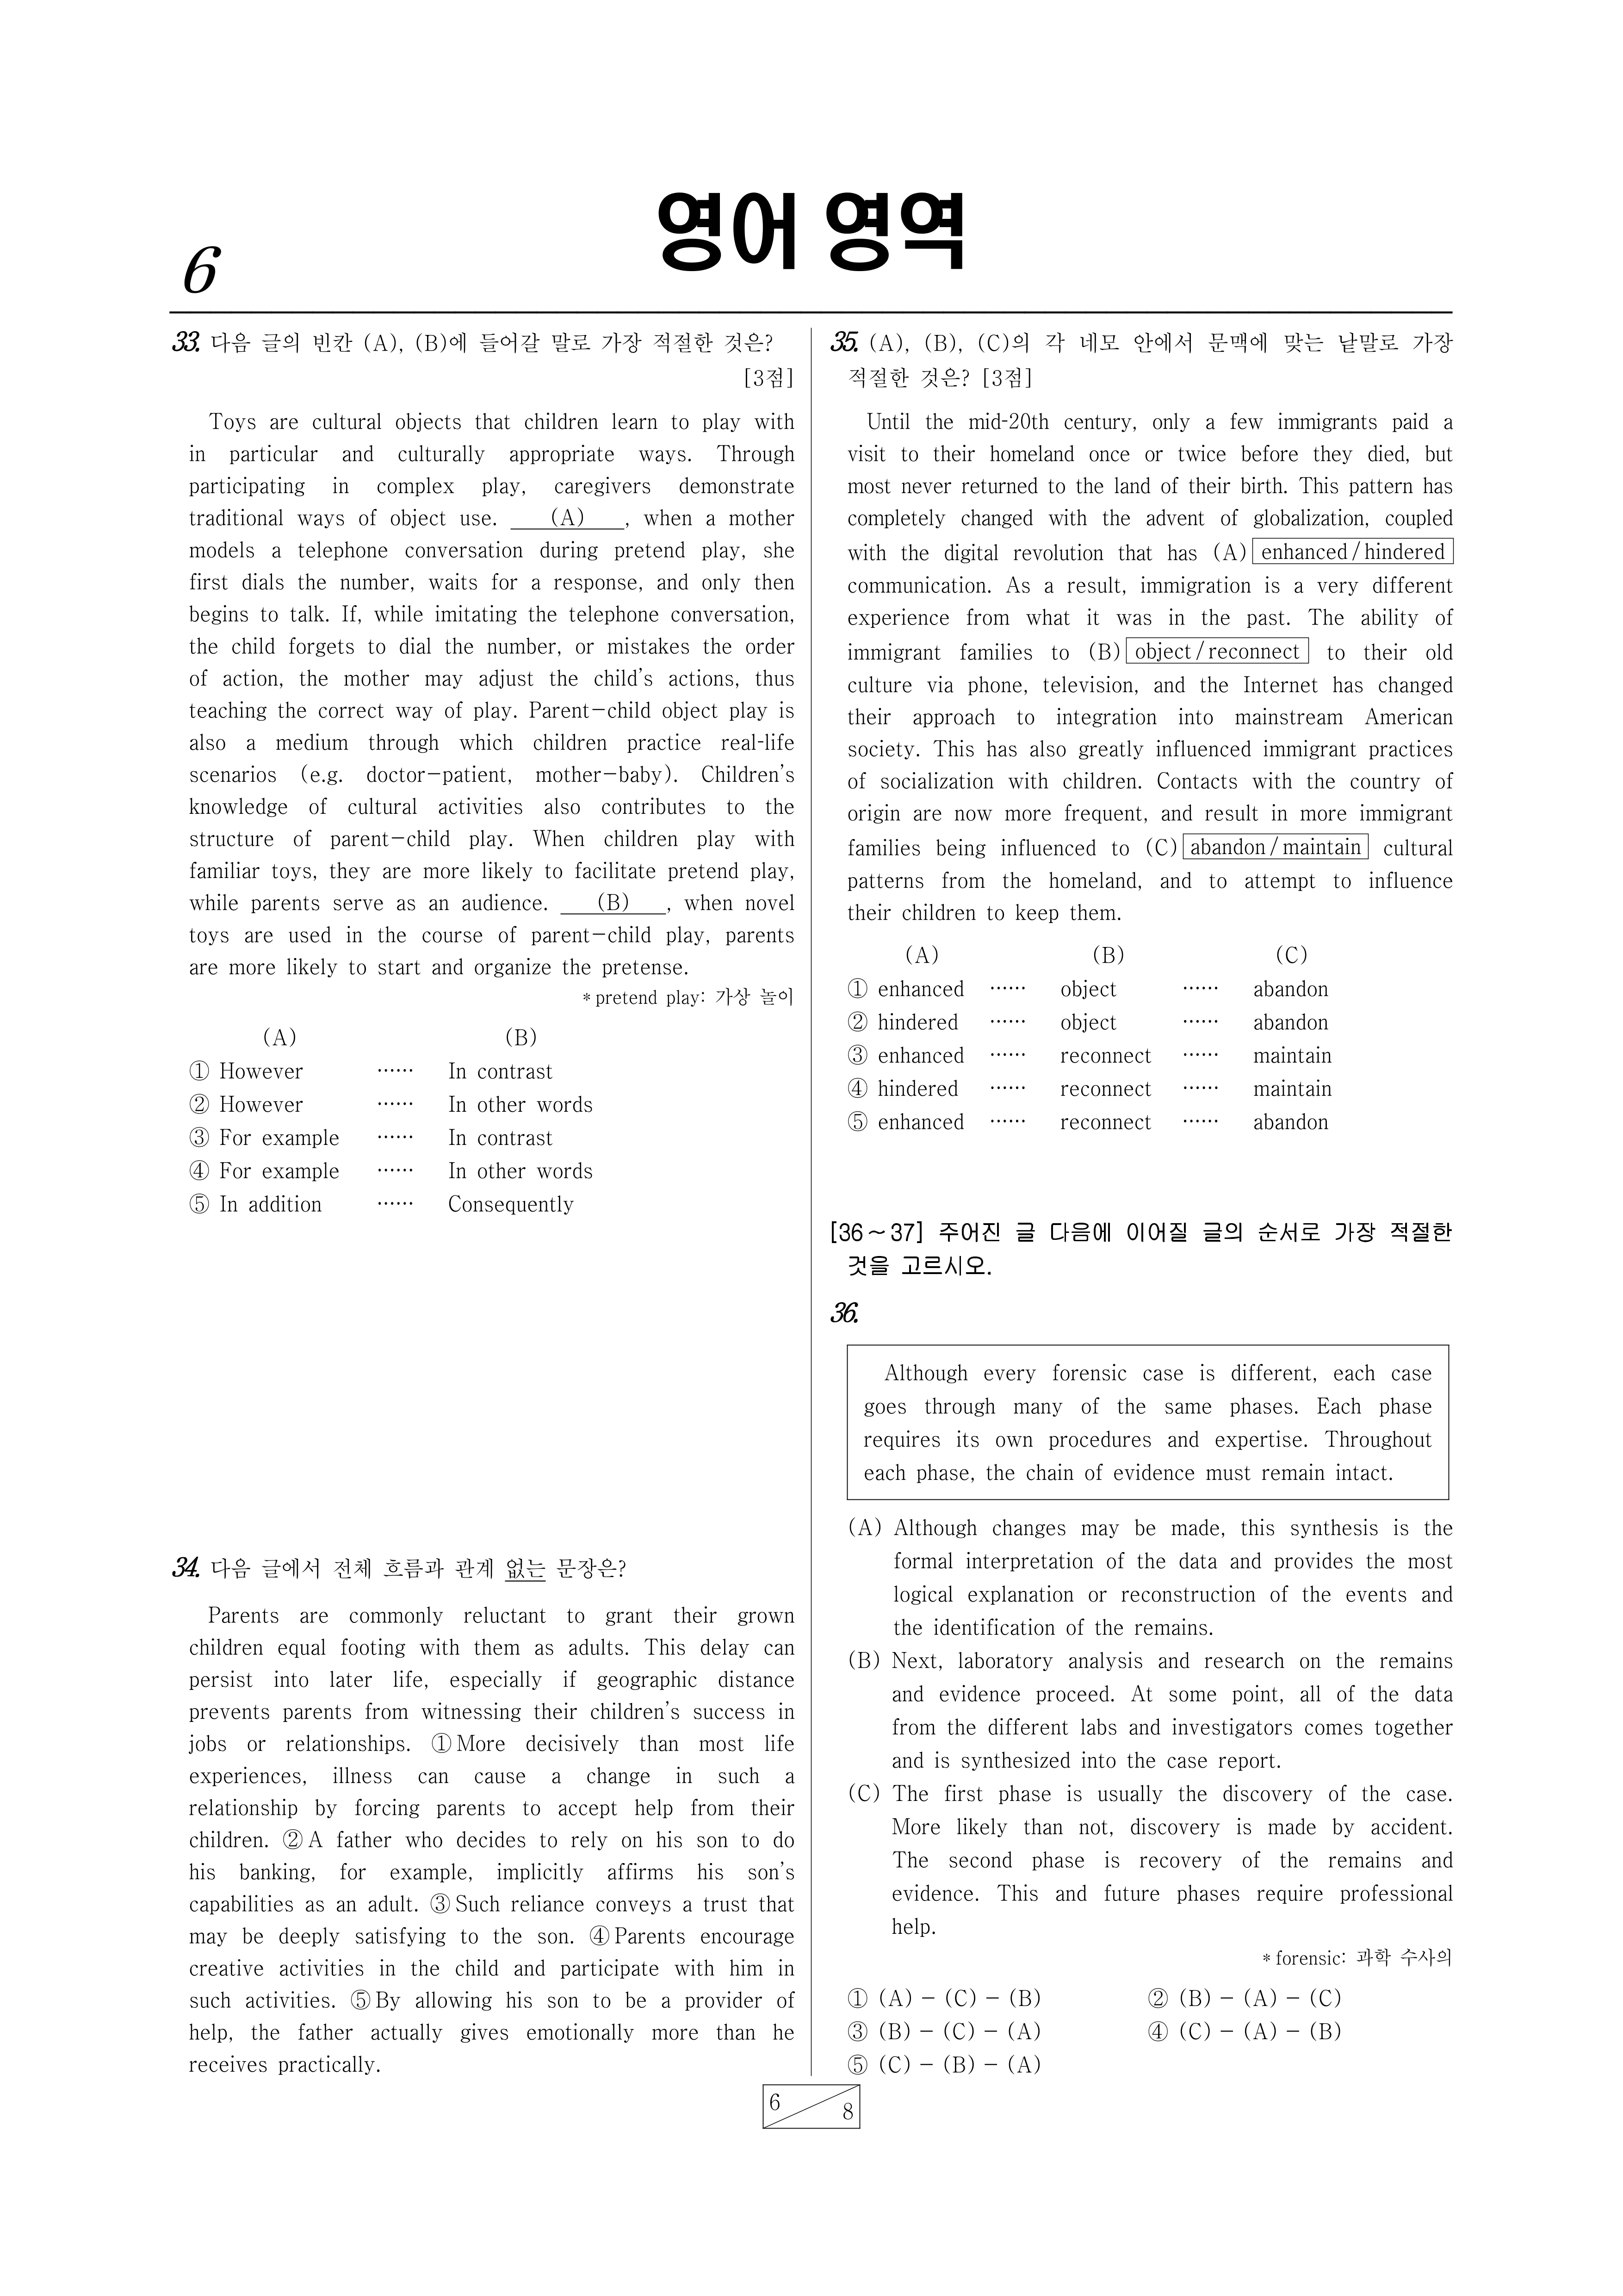 영어 영역
6
33. 다음 글의 빈칸 (A), (B)에 들어갈 말로 가장 적절한 것은?
[3점]
Toys are cultural objects that children learn to play with
in particular and culturally appropriate ways. Through
participating in complex play, caregivers demonstrate
traditional ways of object use. (A) , when a mother
models a telephone conversation during pretend play, she
first dials the number, waits for a response, and only then
begins to talk. If, while imitating the telephone conversation,
the child forgets to dial the number, or mistakes the order
of action, the mother may adjust the child's actions, thus
teaching the correct way of play. Parent-child object play is
also a medium through which children practice real-life
scenarios (e.g. doctor-patient, mother-baby). Children's
knowledge of cultural activities also contributes to the
structure of parent-child play. When children play with
familiar toys, they are more likely to facilitate pretend play,
while parents serve as an audience. (B) , when novel
toys are used in the course of parent-child play, parents
are more likely to start and organize the pretense.
* pretend play: 가상 놀이
(A) (B)
① However …… In contrast
② However …… In other words
③ For example …… In contrast
④ For example …… In other words
⑤ In addition …… Consequently
34. 다음 글에서 전체 흐름과 관계 없는 문장은?
Parents are commonly reluctant to grant their grown
children equal footing with them as adults. This delay can
persist into later life, especially if geographic distance
prevents parents from witnessing their children's success in
jobs or relationships. ① More decisively than most life
experiences, illness can cause a change in such a
relationship by forcing parents to accept help from their
children. ② A father who decides to rely on his son to do
his banking, for example, implicitly affirms his son's
capabilities as an adult. ③ Such reliance conveys a trust that
may be deeply satisfying to the son. ④ Parents encourage
creative activities in the child and participate with him in
such activities. ⑤ By allowing his son to be a provider of
help, the father actually gives emotionally more than he
receives practically.
35. (A), (B), (C)의 각 네모 안에서 문맥에 맞는 낱말로 가장
적절한 것은? [3점]
Until the mid-20th century, only a few immigrants paid a
visit to their homeland once or twice before they died, but
most never returned to the land of their birth. This pattern has
completely changed with the advent of globalization, coupled
with the digital revolution that has (A) enhanced / hindered
communication. As a result, immigration is a very different
experience from what it was in the past. The ability of
immigrant families to (B) object / reconnect to their old
culture via phone, television, and the Internet has changed
their approach to integration into mainstream American
society. This has also greatly influenced immigrant practices
of socialization with children. Contacts with the country of
origin are now more frequent, and result in more immigrant
families being influenced to (C) abandon / maintain cultural
patterns from the homeland, and to attempt to influence
their children to keep them.
(A) (B) (C)
① enhanced …… object …… abandon
② hindered …… object …… abandon
③ enhanced …… reconnect …… maintain
④ hindered …… reconnect …… maintain
⑤ enhanced …… reconnect …… abandon
[36~37] 주어진 글 다음에 이어질 글의 순서로 가장 적절한
것을 고르시오.
36.
Although every forensic case is different, each case
goes through many of the same phases. Each phase
requires its own procedures and expertise. Throughout
each phase, the chain of evidence must remain intact.
(A) Although changes may be made, this synthesis is the
formal interpretation of the data and provides the most
logical explanation or reconstruction of the events and
the identification of the remains.
(B) Next, laboratory analysis and research on the remains
and evidence proceed. At some point, all of the data
from the different labs and investigators comes together
and is synthesized into the case report.
(C) The first phase is usually the discovery of the case.
More likely than not, discovery is made by accident.
The second phase is recovery of the remains and
evidence. This and future phases require professional
help.
* forensic: 과학 수사의
① (A) - (C) - (B) ② (B) - (A) - (C)
③ (B) - (C) - (A) ④ (C) - (A) - (B)
⑤ (C) - (B) - (A)
6 8